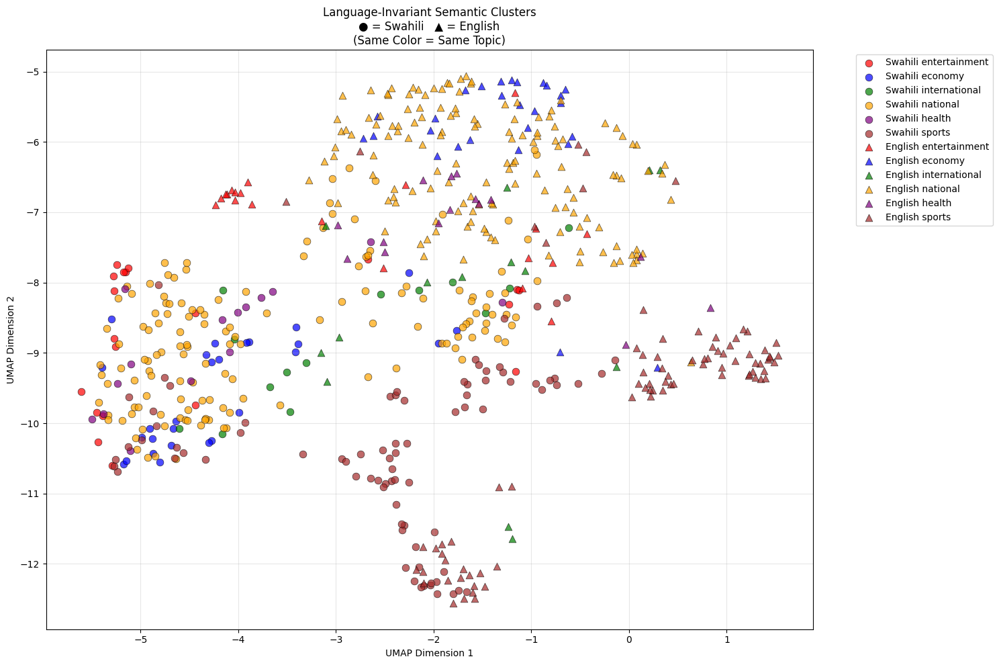 Language-Invariant Semantic Clusters
● = Swahili   ▲ = English
(Same Color = Same Topic)
−5
−6
−7
−8
−9
−10
−11
−12
UMAP Dimension 2
−5
−4
−3
−2
−1
0
1
UMAP Dimension 1
Swahili entertainment
Swahili economy
Swahili international
Swahili national
Swahili health
Swahili sports
English entertainment
English economy
English international
English national
English health
English sports